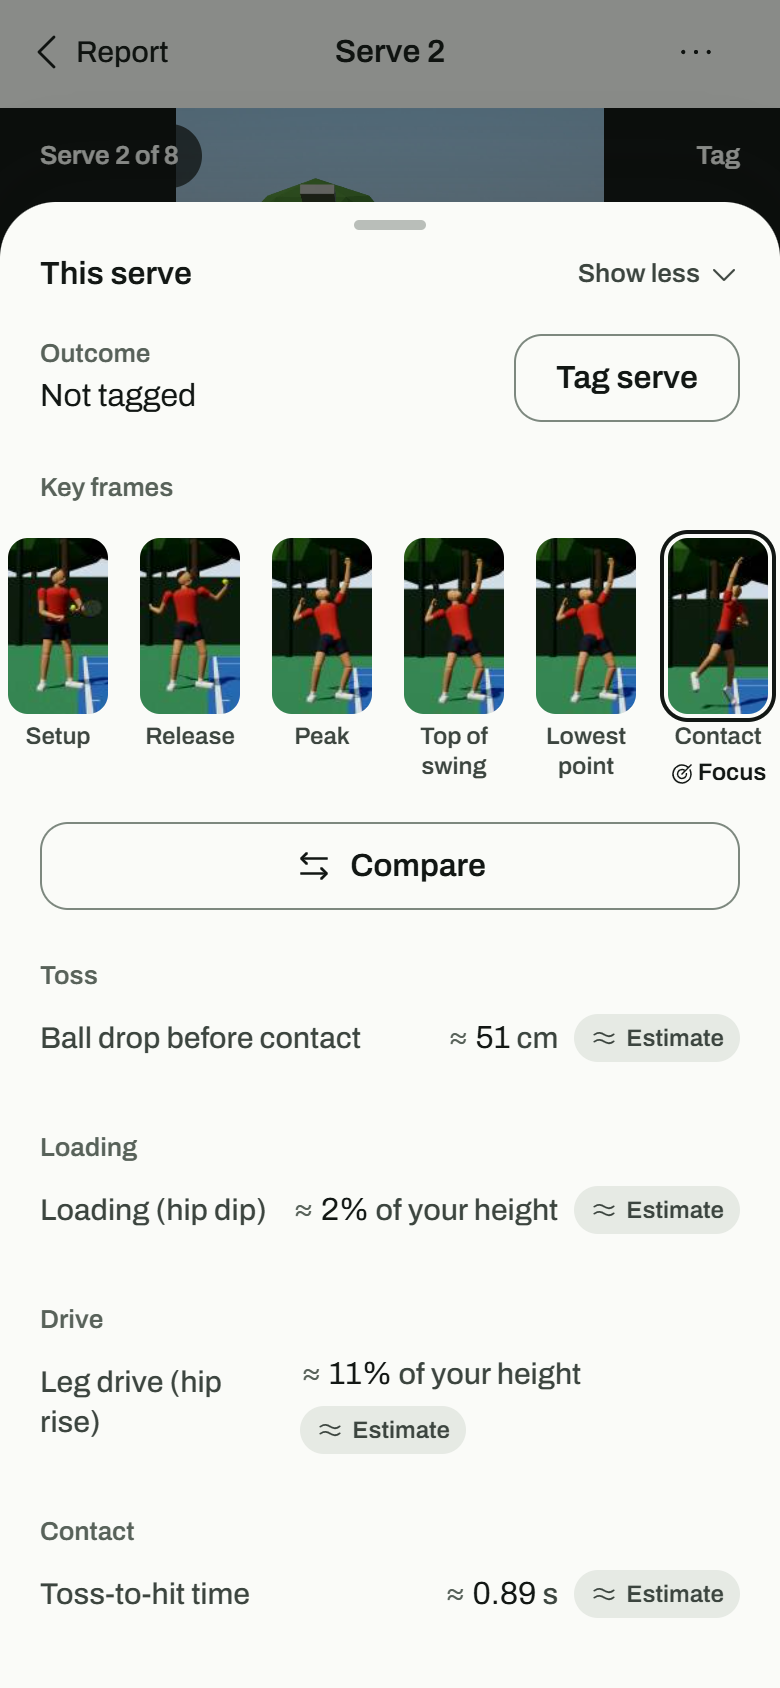 Report
Serve 2
Serve 2 of 8
Tag
This serve
Show less
Outcome
Not tagged
Tag serve
Key frames
Setup
Release
Peak
Top of
swing
Lowest
point
Contact
Focus
Compare
Toss
Ball drop before contact
≈ 51 cm
Estimate
Loading
Loading (hip dip)
≈ 2% of your height
Estimate
Drive
Leg drive (hip
rise)
≈ 11% of your height
Estimate
Contact
Toss-to-hit time
≈ 0.89 s
Estimate